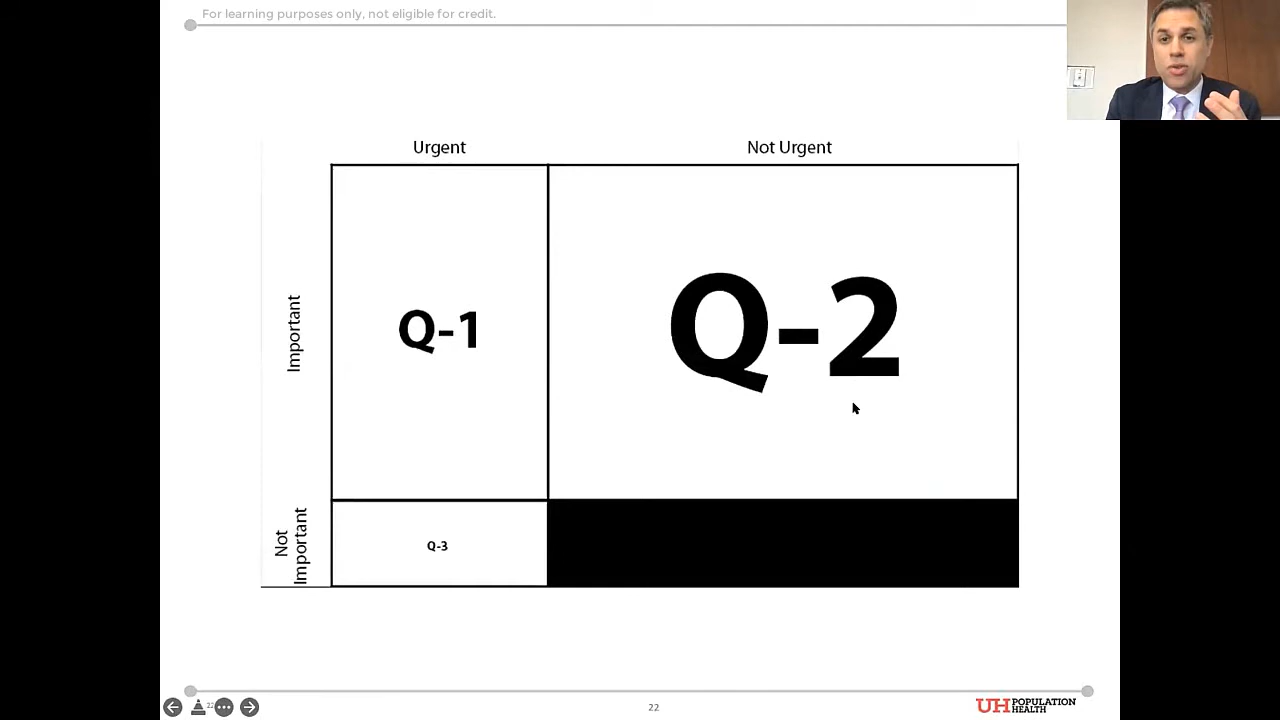 For learning purposes only, not eligible for credit.
Urgent
Not Urgent
Important
Q-1
Q-2
Not
Important
Q-3
22
22
UH POPULATION
HEALTH